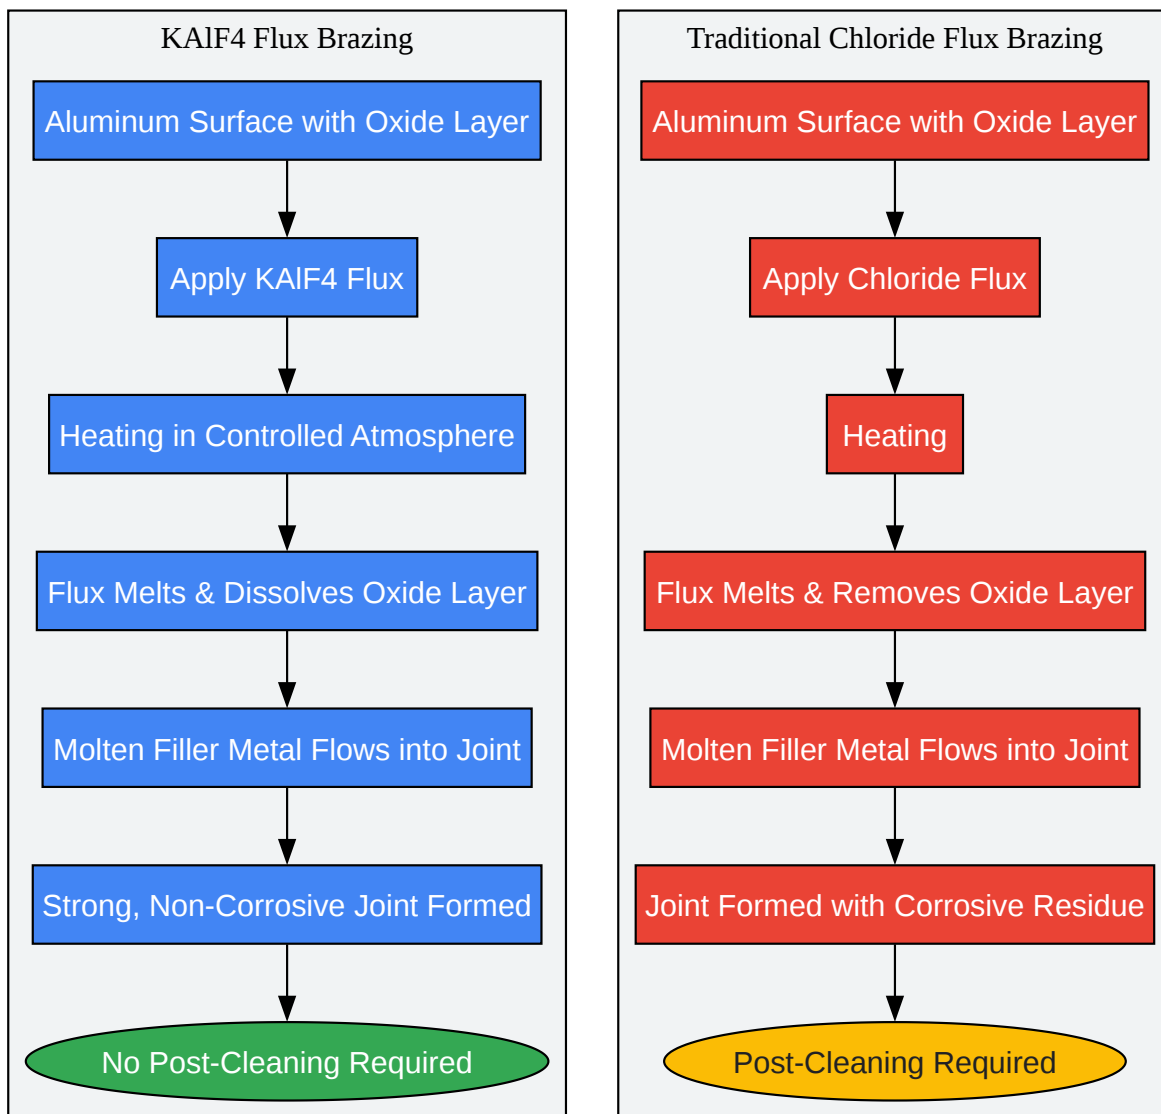 KAlF4 Flux Brazing
Aluminum Surface with Oxide Layer
Apply KAlF4 Flux
Heating in Controlled Atmosphere
Flux Melts & Dissolves Oxide Layer
Molten Filler Metal Flows into Joint
Strong, Non-Corrosive Joint Formed
No Post-Cleaning Required
Traditional Chloride Flux Brazing
Aluminum Surface with Oxide Layer
Apply Chloride Flux
Heating
Flux Melts & Removes Oxide Layer
Molten Filler Metal Flows into Joint
Joint Formed with Corrosive Residue
Post-Cleaning Required